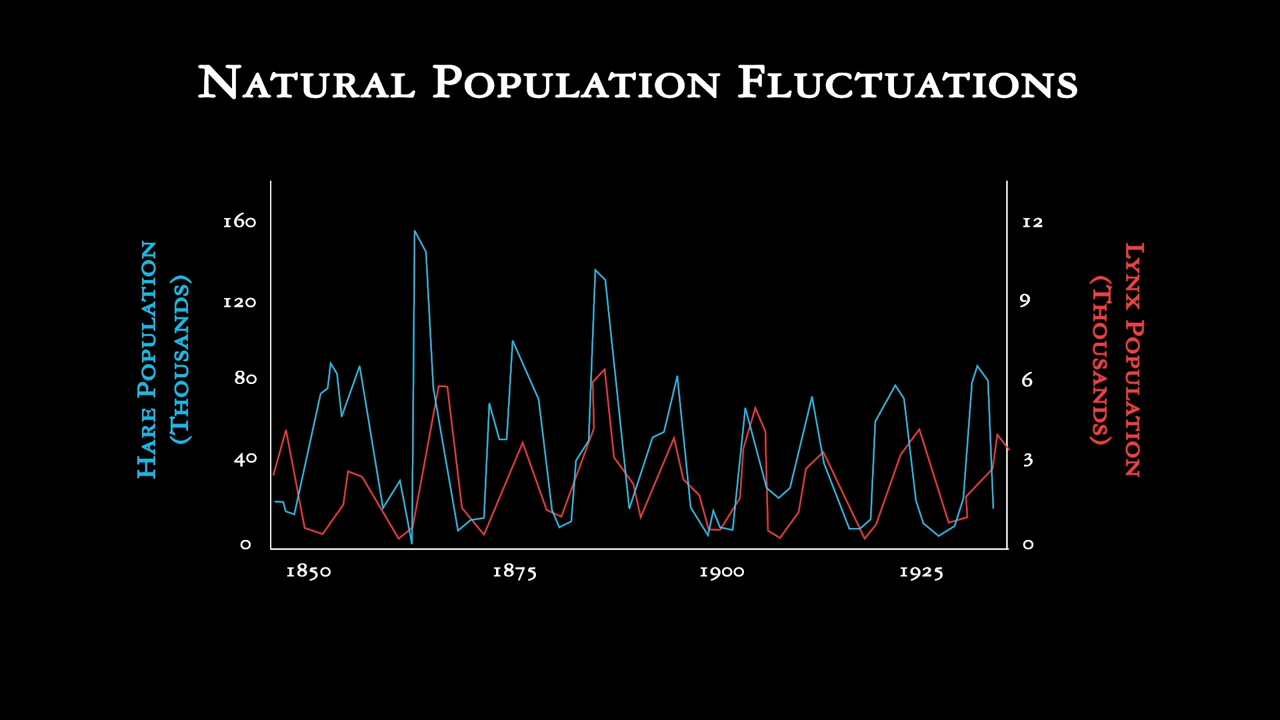 Natural Population Fluctuations
Hare Population
(Thousands)
160
120
80
40
0
12
9
6
3
0
Lynx Population
(Thousands)
1850
1875
1900
1925